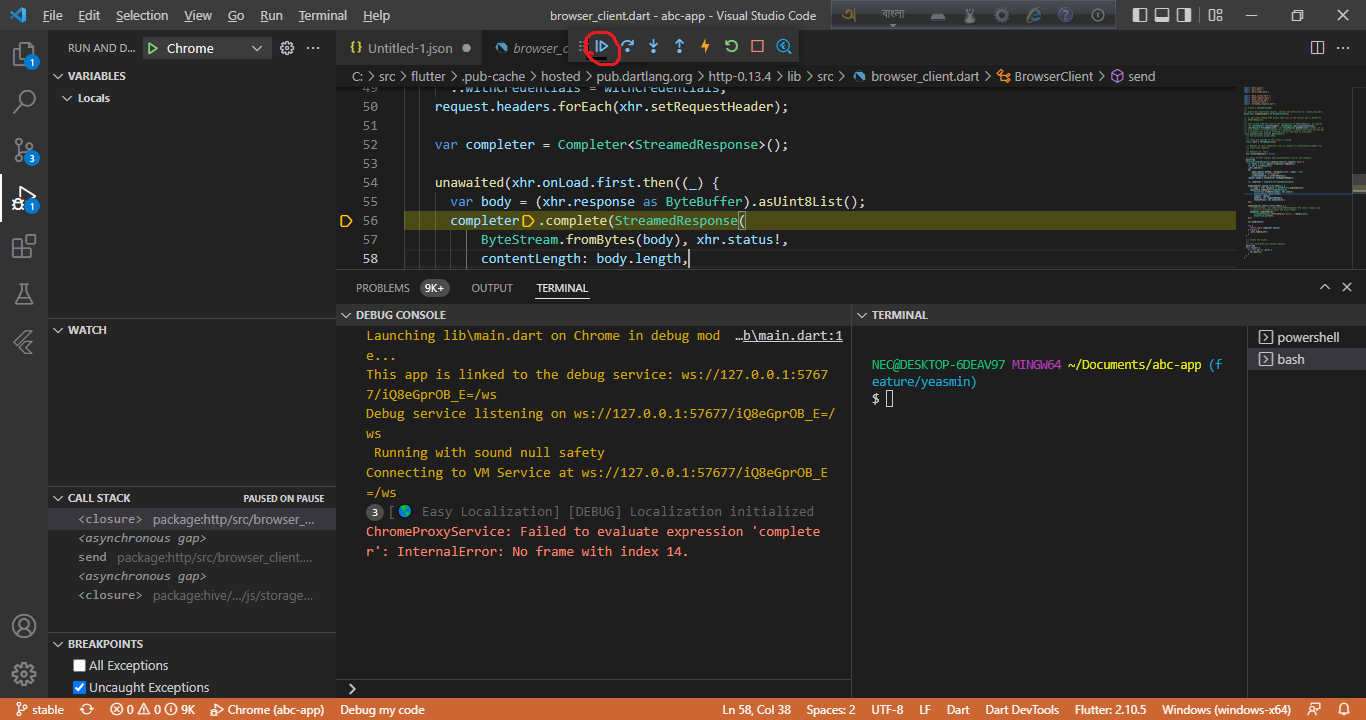 File Edit Selection View Go Run Terminal Help
browser_client.dart - abc-app - Visual Studio Code
বাংলা
RUN AND D... Chrome
Untitled-1.json
browser_c
C: > src > flutter > .pub-cache > hosted > pub.dartlang.org > http-0.13.4 > lib > src > browser_client.dart > BrowserClient > send
VARIABLES
Locals
49 ..withCredentials = withCredentials;
50 request.headers.forEach(xhr.setRequestHeader);
51
52 var completer = Completer<StreamedResponse>();
53
54 unawaited(xhr.onLoad.first.then((_) {
55 var body = (xhr.response as ByteBuffer).asUint8List();
56 completer.complete(StreamedResponse(
57 ByteStream.fromBytes(body), xhr.status!,
58 contentLength: body.length,
1
3
1
PROBLEMS 9K+ OUTPUT TERMINAL
WATCH
CALL STACK PAUSED ON PAUSE
<closure> package:http/src/browser_...
<asynchronous gap>
send package:http/src/browser_client....
<asynchronous gap>
<closure> package:hive/.../js/storage...
BREAKPOINTS
All Exceptions
Uncaught Exceptions
DEBUG CONSOLE
Launching lib\main.dart on Chrome in debug mod …b\main.dart:1
e...
This app is linked to the debug service: ws://127.0.0.1:5767
7/iQ8eGprOB_E=/ws
Debug service listening on ws://127.0.0.1:57677/iQ8eGprOB_E=/
ws
Running with sound null safety
Connecting to VM Service at ws://127.0.0.1:57677/iQ8eGprOB_E
=/ws
3 [🌎 Easy Localization] [DEBUG] Localization initialized
ChromeProxyService: Failed to evaluate expression 'complete
r': InternalError: No frame with index 14.
TERMINAL
NEC@DESKTOP-6DEAV97 MINGW64 ~/Documents/abc-app (f
eature/yeasmin)
$
powershell
bash
stable 0 0 9K Chrome (abc-app) Debug my code Ln 58, Col 38 Spaces: 2 UTF-8 LF Dart Dart DevTools Flutter: 2.10.5 Windows (windows-x64)